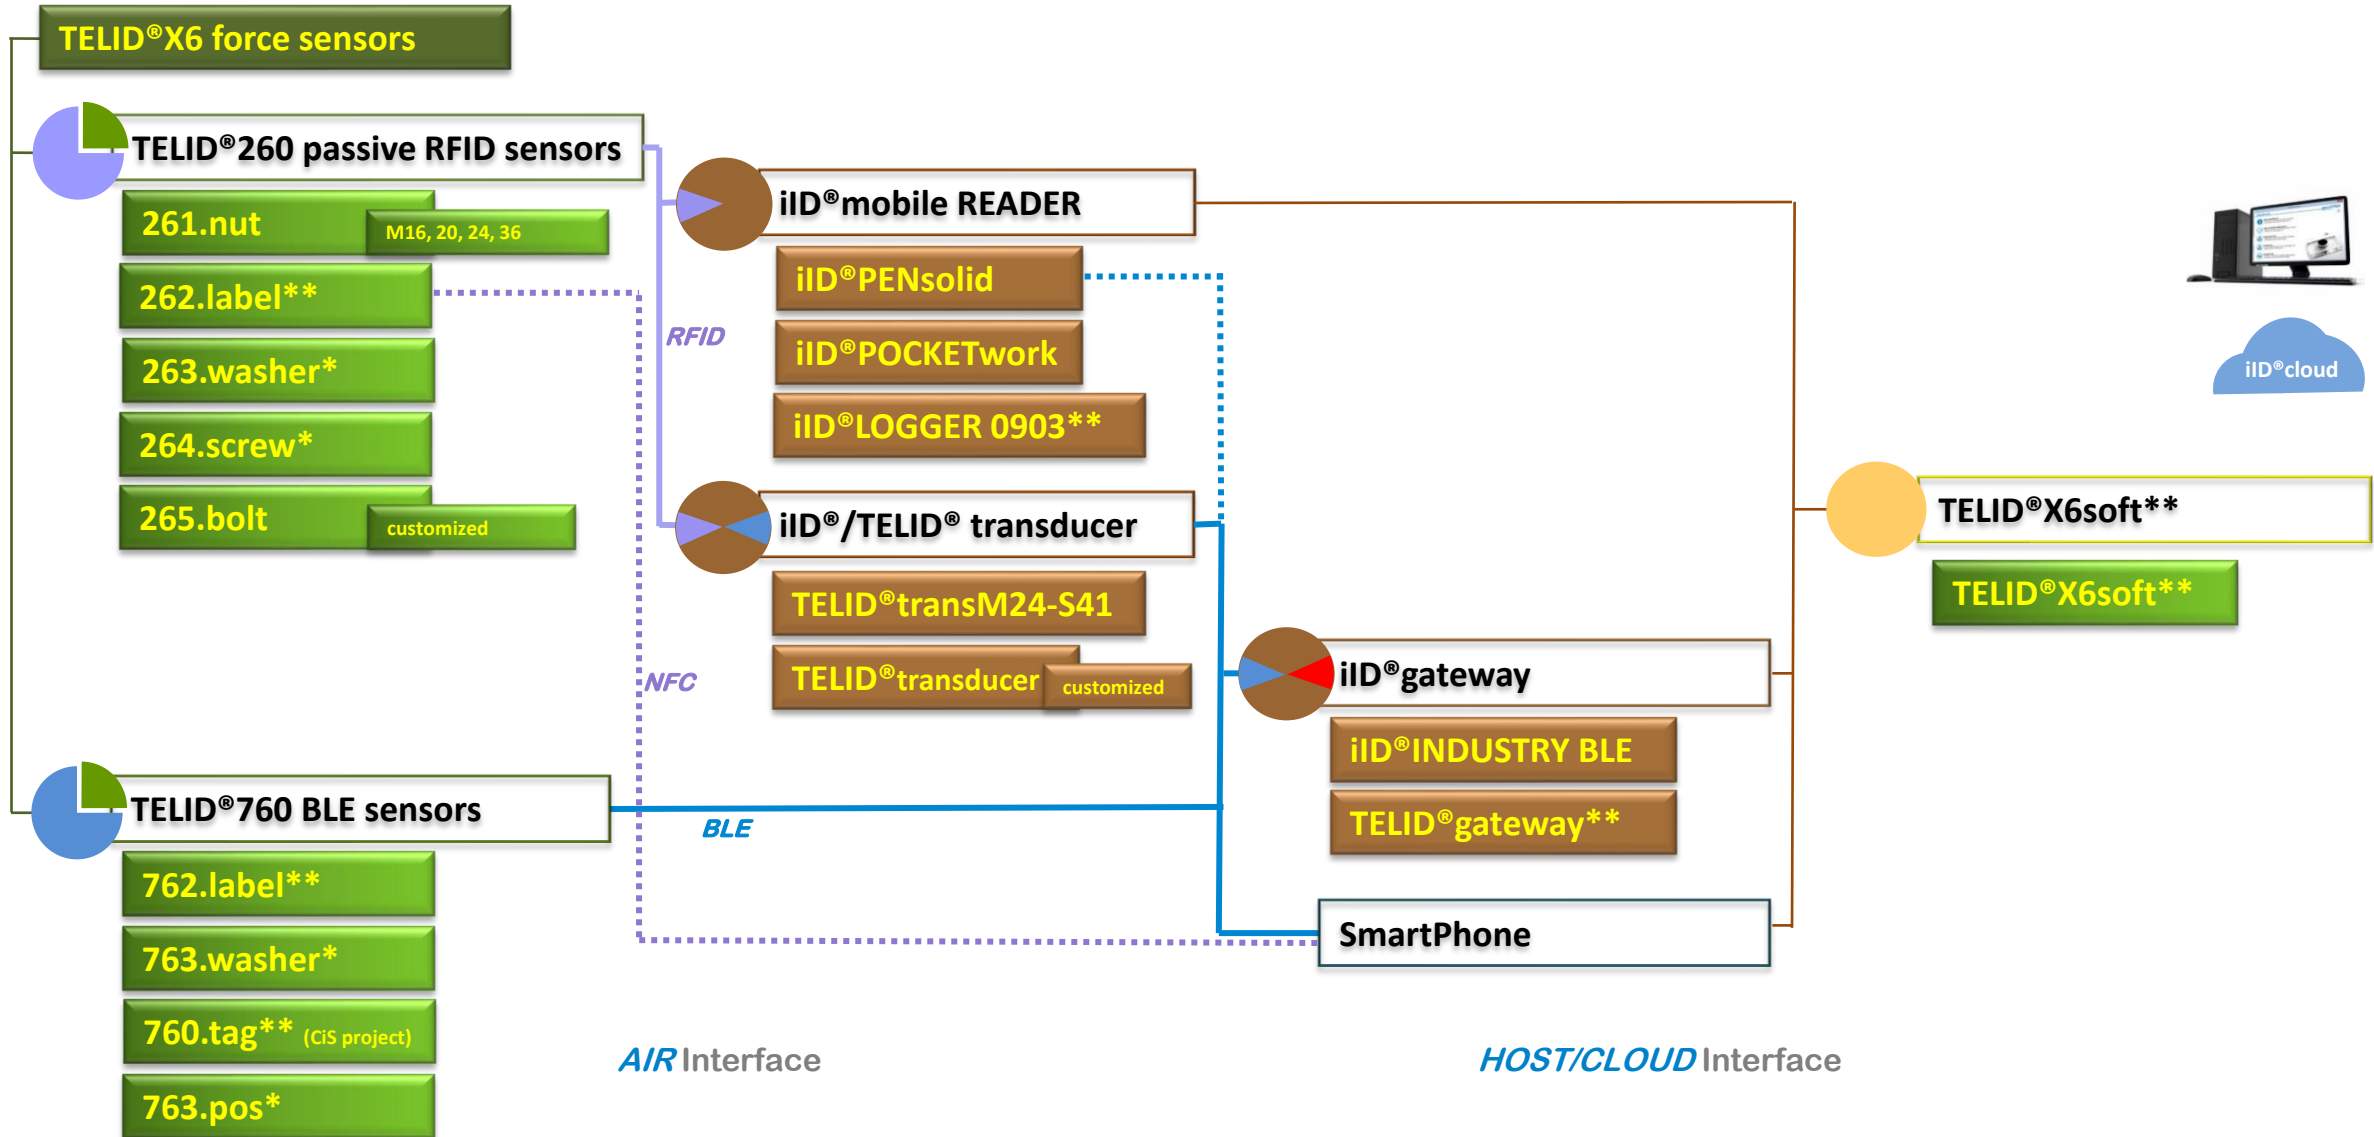 TELID®X6 force sensors
TELID®260 passive RFID sensors
261.nut
M16, 20, 24, 36
262.label**
263.washer*
264.screw*
265.bolt
customized
RFID
NFC
iID®mobile READER
iID®PENsolid
iID®POCKETwork
iID®LOGGER 0903**
iID®/TELID® transducer
TELID®transM24-S41
TELID®transducer
customized
TELID®760 BLE sensors
BLE
762.label**
763.washer*
760.tag** (CiS project)
763.pos*
iID®gateway
iID®INDUSTRY BLE
TELID®gateway**
SmartPhone
iID®cloud
TELID®X6soft**
TELID®X6soft**
AIR Interface
HOST/CLOUD Interface